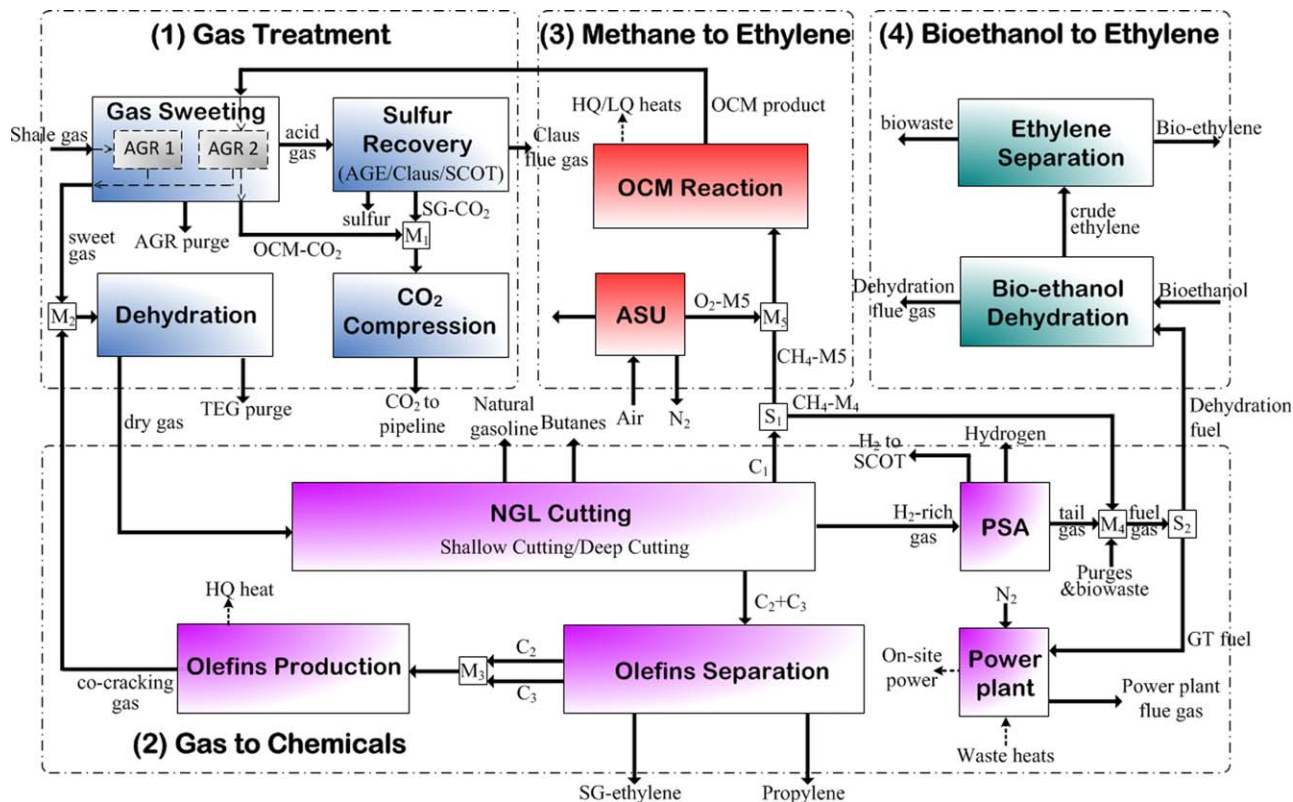 (1) Gas Treatment
(3) Methane to Ethylene
(4) Bioethanol to Ethylene
Gas Sweeting
Shale gas
AGR 1
AGR 2
acid
gas
Sulfur
Recovery
(AGE/Claus/SCOT)
Claus
flue gas
sulfur
SG-CO₂
AGR purge
OCM-CO₂
M₁
sweet
gas
M₂
Dehydration
CO₂
Compression
TEG purge
CO₂ to
pipeline
dry gas
HQ/LQ heats
OCM product
OCM Reaction
ASU
O₂-M5
M₅
CH₄-M5
Air
N₂
S₁
CH₄-M₄
biowaste
Ethylene
Separation
Bio-ethylene
crude
ethylene
Dehydration
flue gas
Bio-ethanol
Dehydration
Bioethanol
Dehydration
fuel
Natural
gasoline
Butanes
C₁
H₂ to
SCOT
Hydrogen
NGL Cutting
Shallow Cutting/Deep Cutting
H₂-rich
gas
PSA
tail
gas
M₄
fuel
gas
S₂
Purges
&biowaste
HQ heat
C₂+C₃
N₂
GT fuel
Olefins Production
M₃
C₂
C₃
Olefins Separation
On-site
power
Power
plant
Power plant
flue gas
co-cracking
gas
Waste heats
(2) Gas to Chemicals
SG-ethylene
Propylene